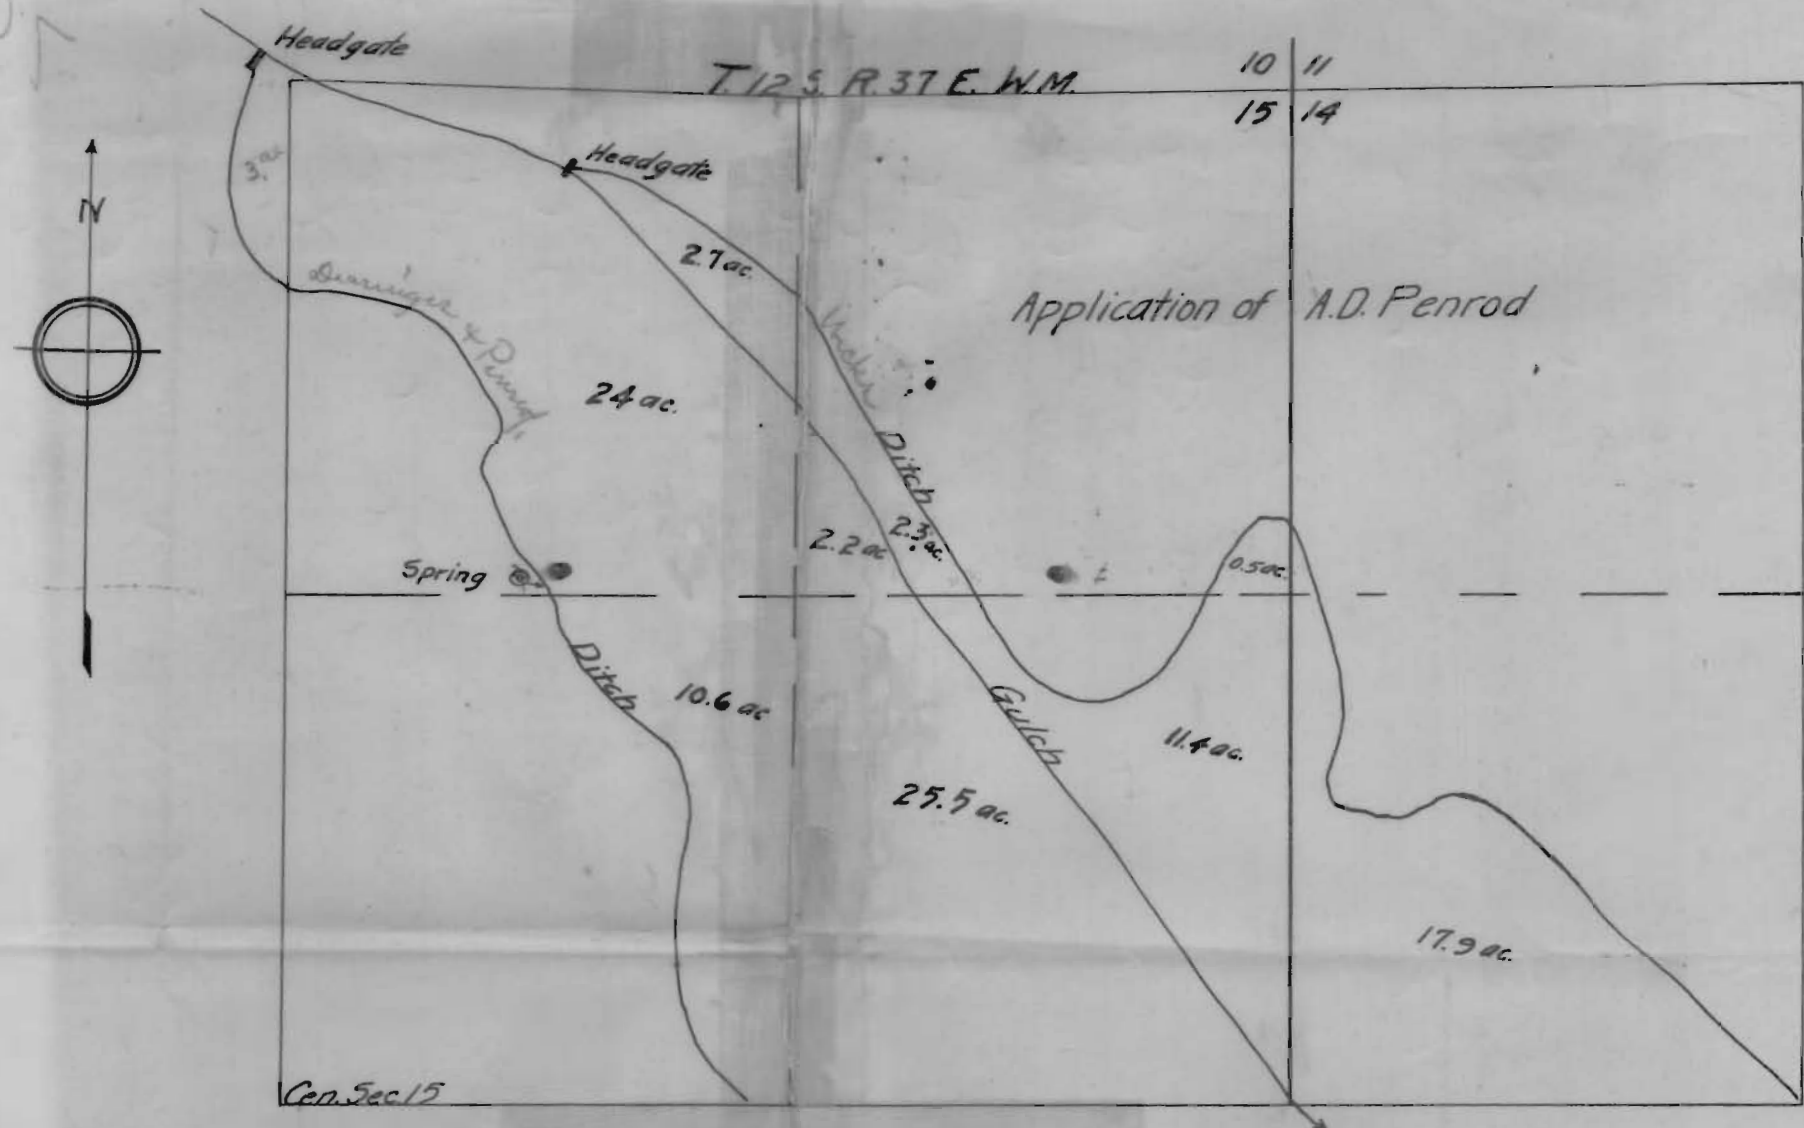 Headgate
T. 12 S. R. 37 E. W.M.
10 11
15 14
3. ac
Headgate
N
2.7 ac.
Application of A.D. Penrod
24 ac.
Ditch
2.2 ac
2.3 ac.
0.5 ac.
Spring
Ditch
10.6 ac
Gulch
11.4 ac.
25.5 ac.
17.9 ac.
Cen. Sec. 15